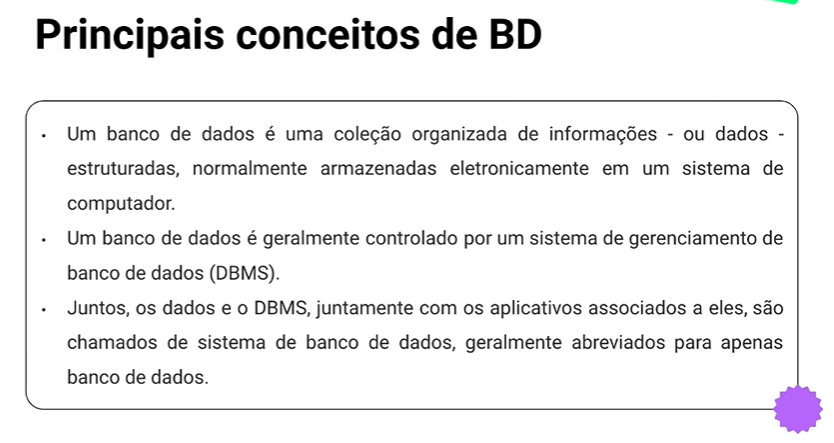 Principais conceitos de BD
• Um banco de dados é uma coleção organizada de informações - ou dados -
estruturadas, normalmente armazenadas eletronicamente em um sistema de
computador.
• Um banco de dados é geralmente controlado por um sistema de gerenciamento de
banco de dados (DBMS).
• Juntos, os dados e o DBMS, juntamente com os aplicativos associados a eles, são
chamados de sistema de banco de dados, geralmente abreviados para apenas
banco de dados.